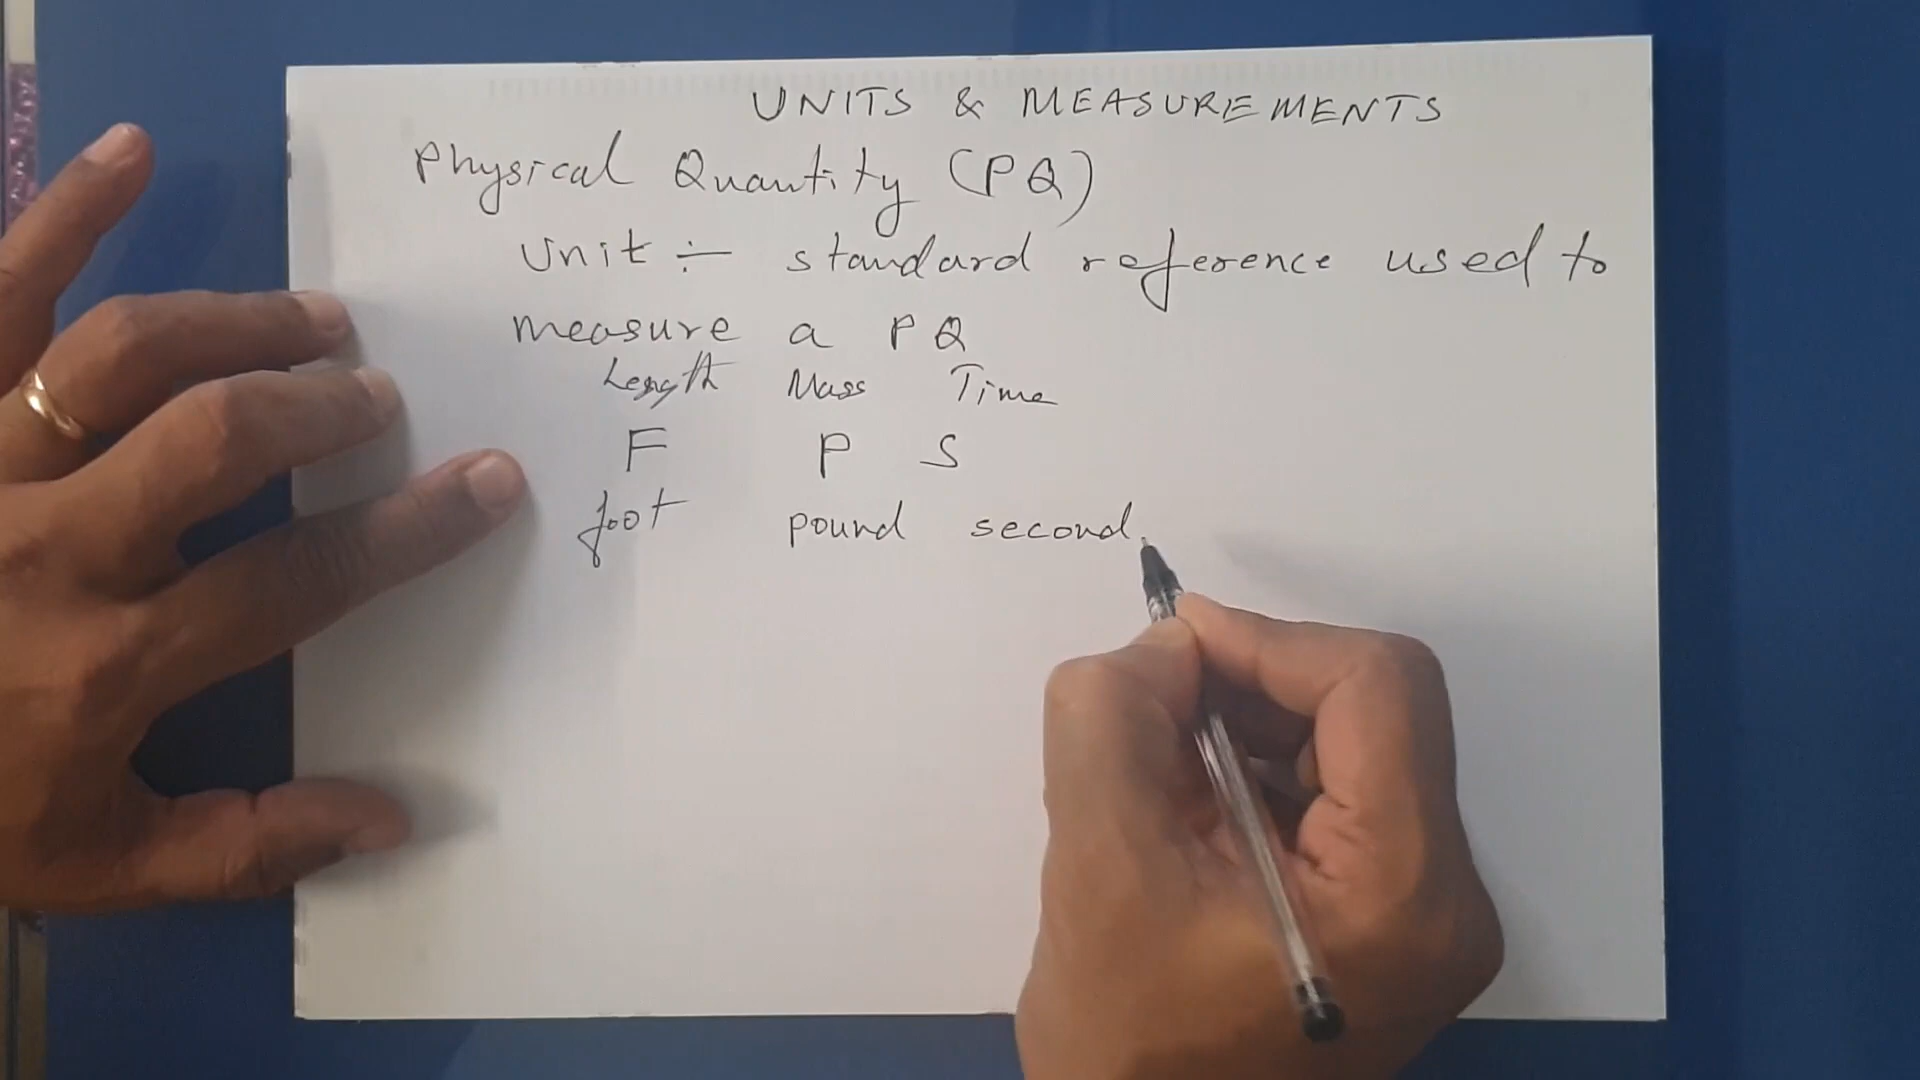 UNITS & MEASUREMENTS
Physical Quantity (PQ)
Unit ÷ standard reference used to
measure a PQ
Length Mass Time
F P S
foot pound second